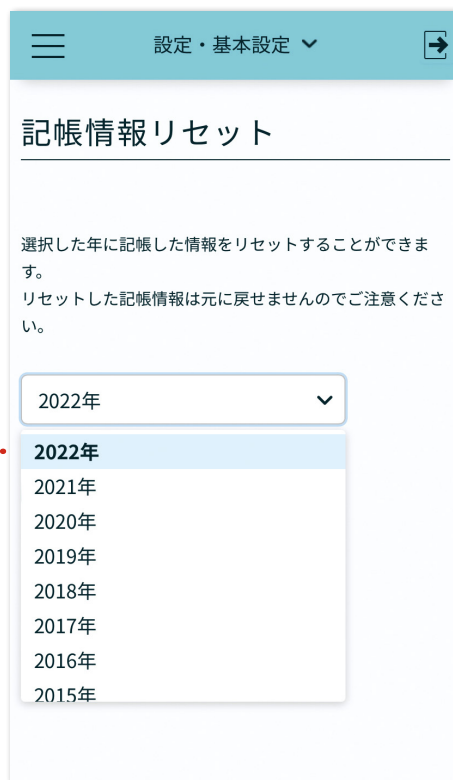 設定・基本設定
記帳情報リセット
選択した年に記帳した情報をリセットすることができま
す。
リセットした記帳情報は元に戻せませんのでご注意くださ
い。
2022年
2022年
2021年
2020年
2019年
2018年
2017年
2016年
2015年